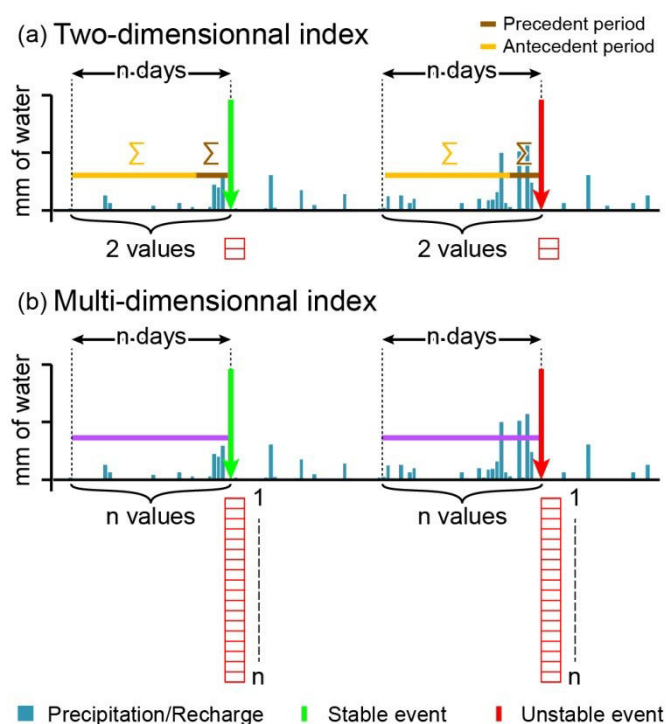 (a) Two-dimensionnal index
Precedent period
Antecedent period
n-days n-days
mm of water
Σ Σ Σ Σ
2 values 2 values
(b) Multi-dimensionnal index
n-days n-days
mm of water
n values n values
1 1
n n
Precipitation/Recharge Stable event Unstable event